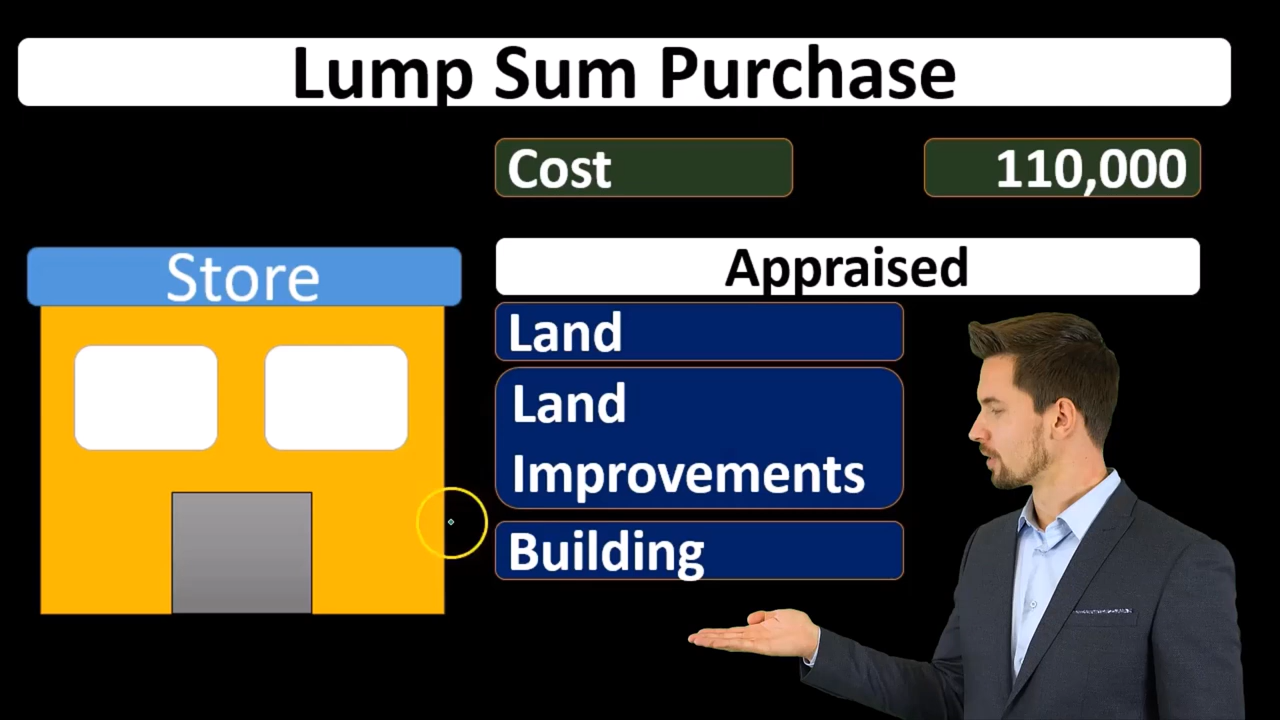 Lump Sum Purchase
Cost 110,000
Store
Appraised
Land
Land
Improvements
Building